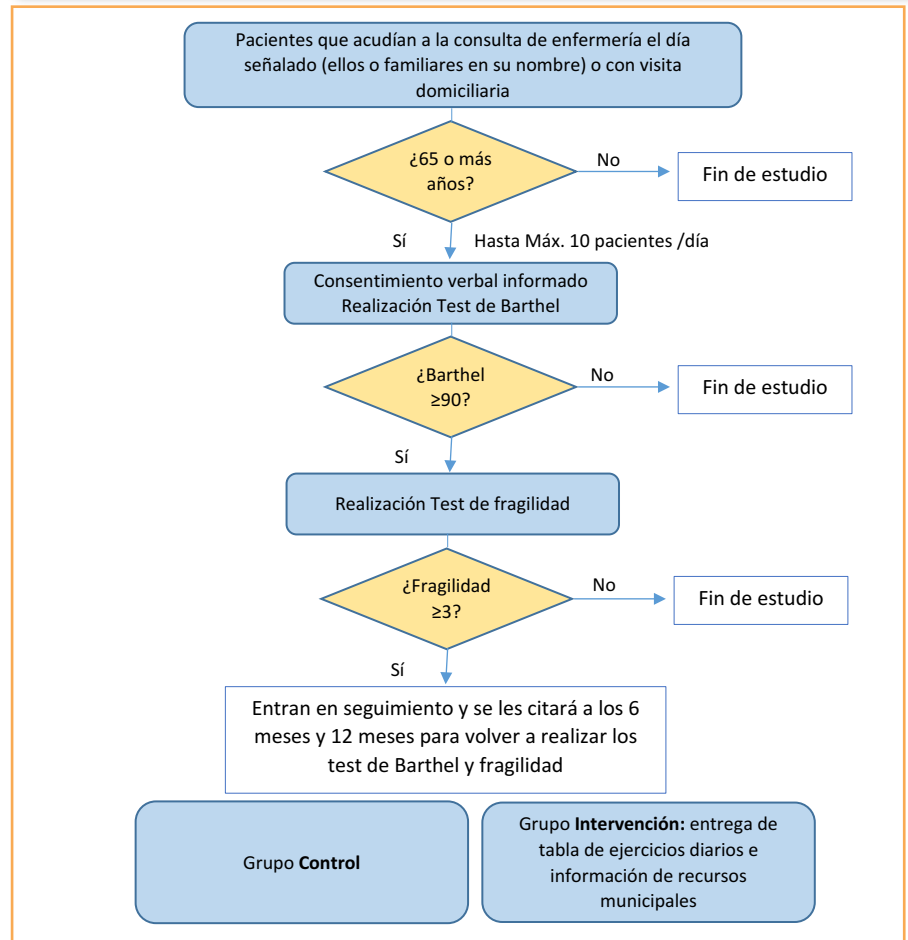 Pacientes que acudían a la consulta de enfermería el día
señalado (ellos o familiares en su nombre) o con visita
domiciliaria
¿65 o más
años?
No
Fin de estudio
Sí
Hasta Máx. 10 pacientes /día
Consentimiento verbal informado
Realización Test de Barthel
¿Barthel
≥90?
No
Fin de estudio
Sí
Realización Test de fragilidad
¿Fragilidad
≥3?
No
Fin de estudio
Sí
Entran en seguimiento y se les citará a los 6
meses y 12 meses para volver a realizar los
test de Barthel y fragilidad
Grupo Control
Grupo Intervención: entrega de
tabla de ejercicios diarios e
información de recursos
municipales